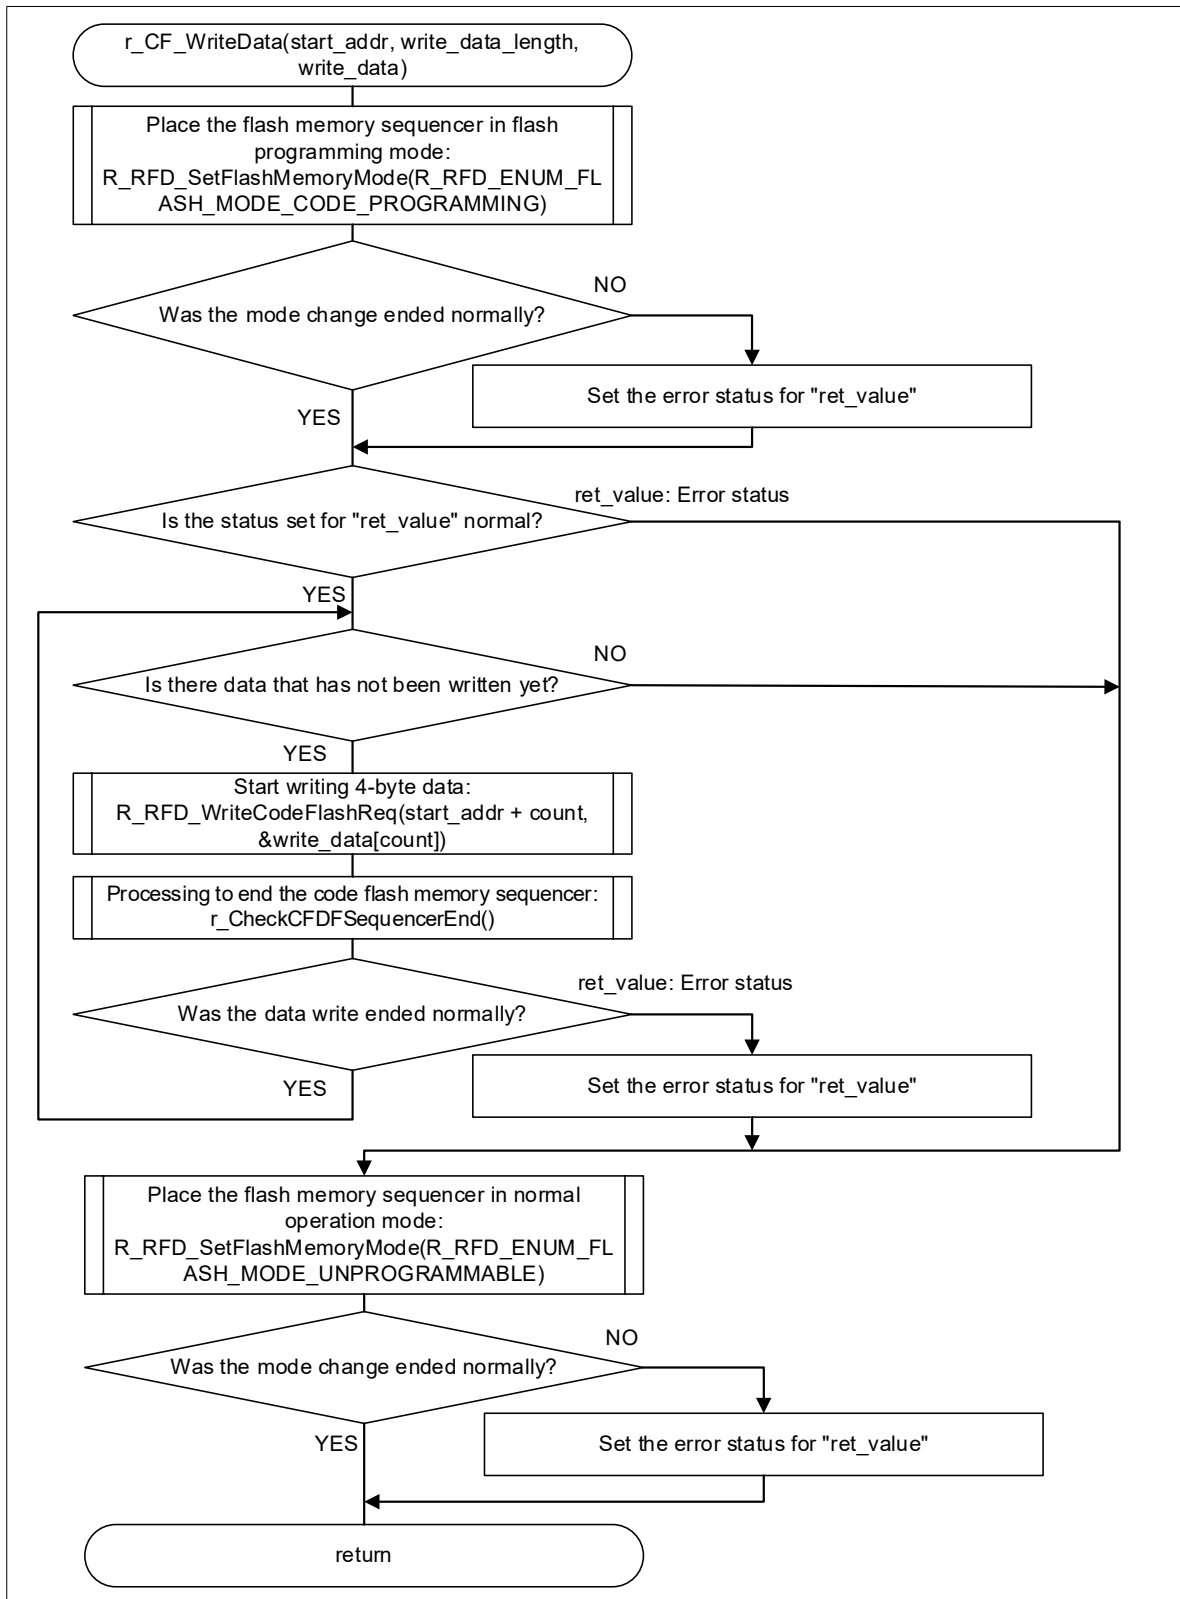 r_CF_WriteData(start_addr, write_data_length,
write_data)
Place the flash memory sequencer in flash
programming mode:
R_RFD_SetFlashMemoryMode(R_RFD_ENUM_FL
ASH_MODE_CODE_PROGRAMMING)
NO
Was the mode change ended normally?
Set the error status for "ret_value"
YES
ret_value: Error status
Is the status set for "ret_value" normal?
YES
NO
Is there data that has not been written yet?
YES
Start writing 4-byte data:
R_RFD_WriteCodeFlashReq(start_addr + count,
&write_data[count])
Processing to end the code flash memory sequencer:
r_CheckCFDFSequencerEnd()
ret_value: Error status
Was the data write ended normally?
YES
Set the error status for "ret_value"
Place the flash memory sequencer in normal
operation mode:
R_RFD_SetFlashMemoryMode(R_RFD_ENUM_FL
ASH_MODE_UNPROGRAMMABLE)
NO
Was the mode change ended normally?
YES
Set the error status for "ret_value"
return